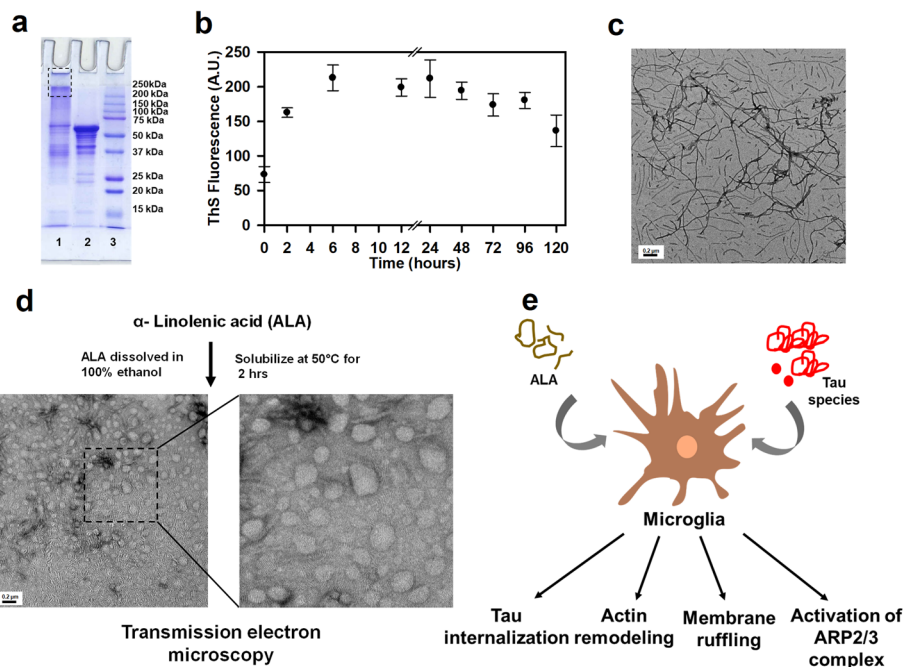 a
250kDa
200 kDa
150 kDa
100 kDa
75 kDa
50 kDa
37 kDa
25 kDa
20 kDa
15 kDa
1 2 3
b
ThS Fluorescence (A.U.)
250
200
150
100
50
0
0 2 4 6 8 10 12 24 48 72 96 120
Time (hours)
c
0.2 µm
d
α- Linolenic acid (ALA)
ALA dissolved in
100% ethanol
Solubilize at 50°C for
2 hrs
0.2 µm
Transmission electron
microscopy
e
ALA
Tau
species
Microglia
Tau
internalization
Actin
remodeling
Membrane
ruffling
Activation of
ARP2/3
complex